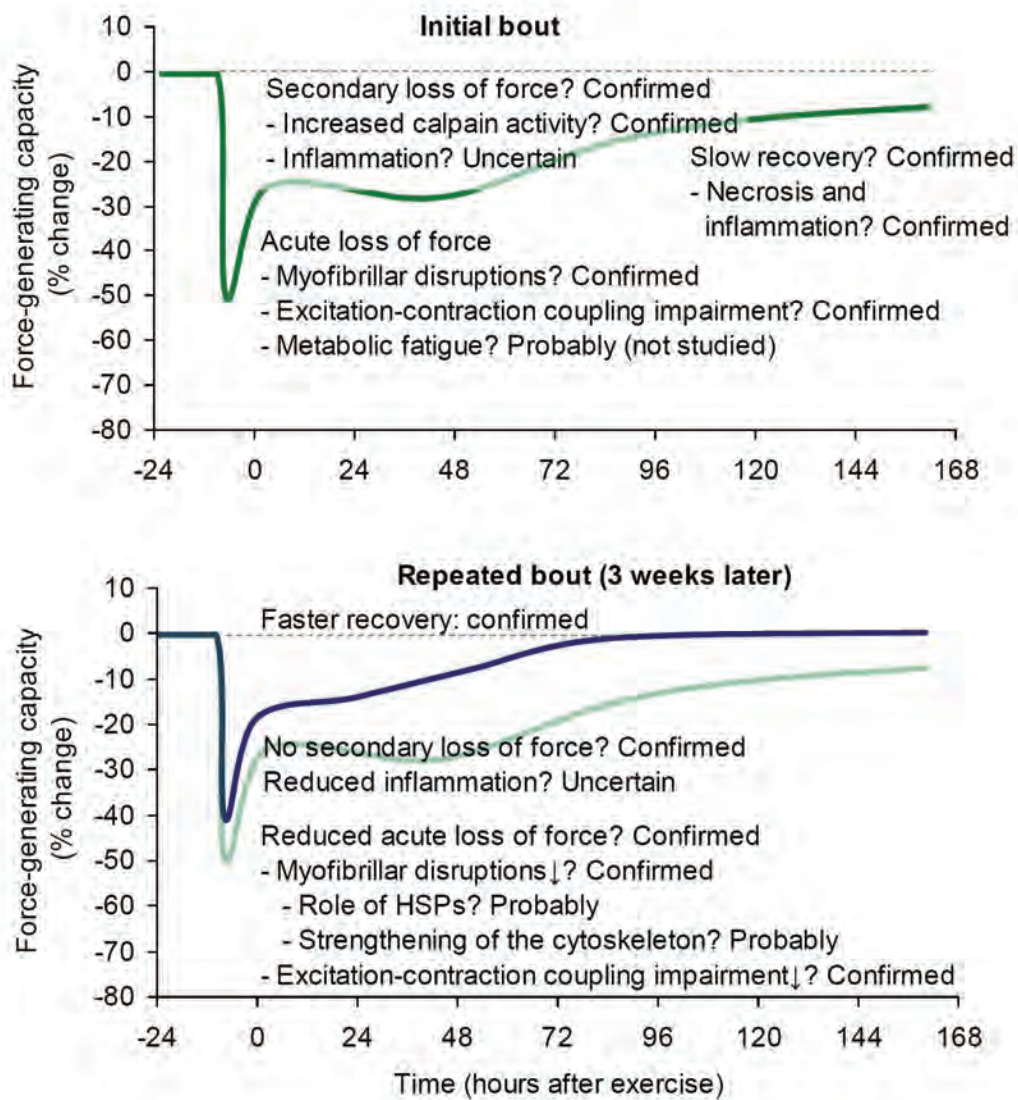 Initial bout
Force-generating capacity
(% change)
10
0
-10
-20
-30
-40
-50
-60
-70
-80
Secondary loss of force? Confirmed
- Increased calpain activity? Confirmed
- Inflammation? Uncertain
Slow recovery? Confirmed
- Necrosis and
inflammation? Confirmed
Acute loss of force
- Myofibrillar disruptions? Confirmed
- Excitation-contraction coupling impairment? Confirmed
- Metabolic fatigue? Probably (not studied)
-24 0 24 48 72 96 120 144 168
Repeated bout (3 weeks later)
Force-generating capacity
(% change)
10
0
-10
-20
-30
-40
-50
-60
-70
-80
Faster recovery: confirmed
No secondary loss of force? Confirmed
Reduced inflammation? Uncertain
Reduced acute loss of force? Confirmed
- Myofibrillar disruptions↓? Confirmed
- Role of HSPs? Probably
- Strengthening of the cytoskeleton? Probably
- Excitation-contraction coupling impairment↓? Confirmed
-24 0 24 48 72 96 120 144 168
Time (hours after exercise)